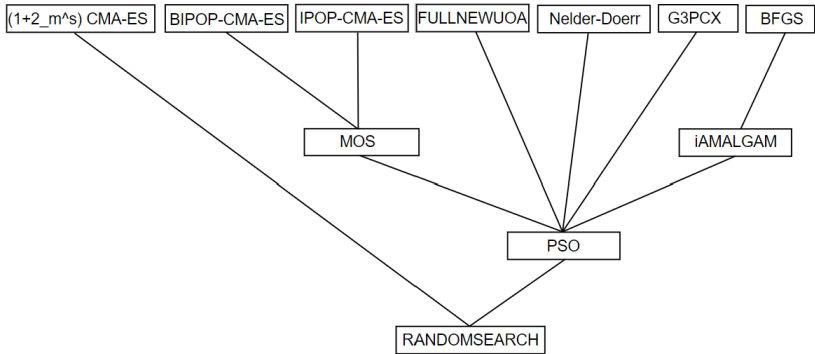 (1+2_m^s) CMA-ES
BIPOP-CMA-ES
IPOP-CMA-ES
FULLNEWUOA
Nelder-Doerr
G3PCX
BFGS
MOS
iAMALGAM
PSO
RANDOMSEARCH